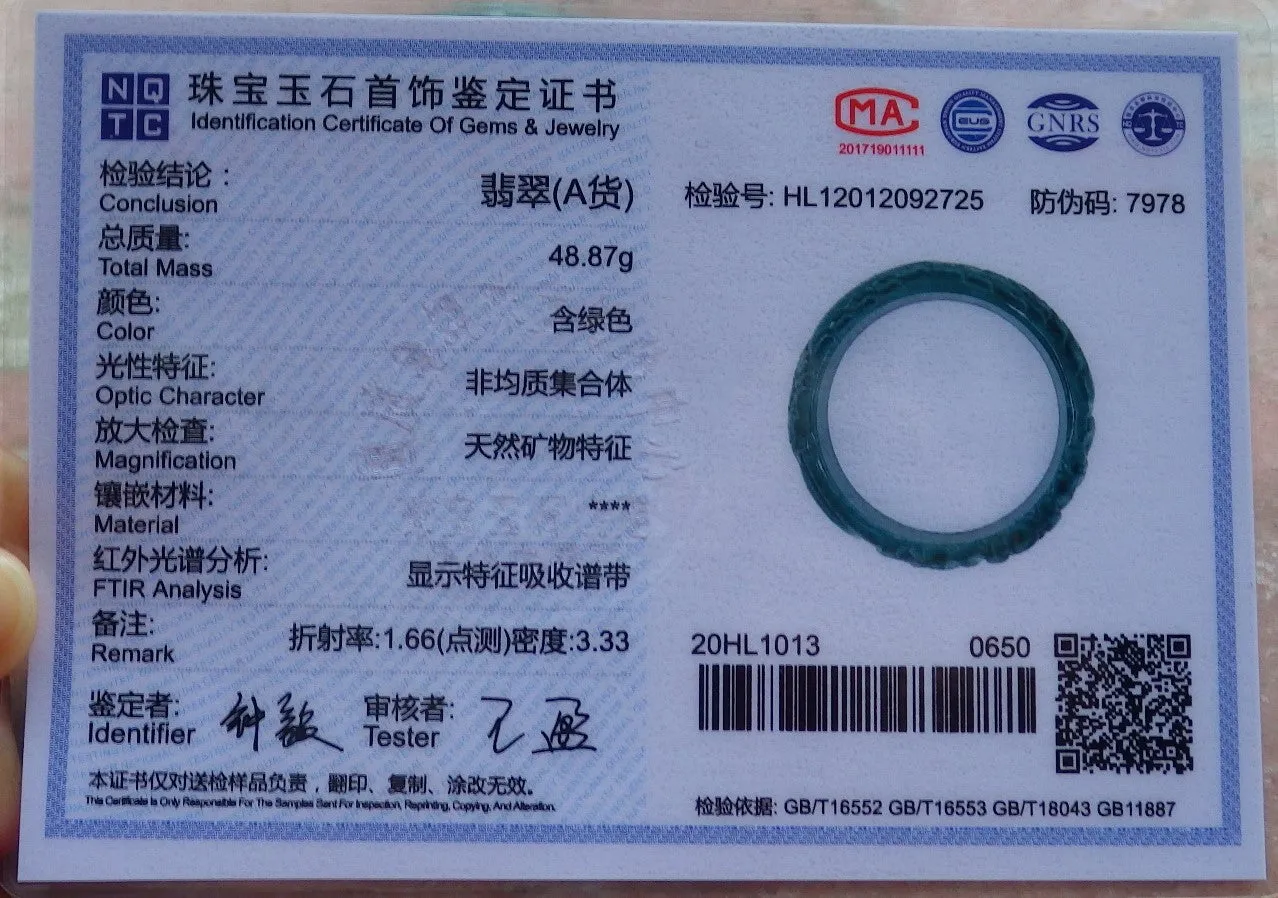 NQ
TC
珠宝玉石首饰鉴定证书
Identification Certificate Of Gems & Jewelry
MA
201719011111
GNRS
检验结论：
Conclusion
翡翠(A货)
检验号: HL12012092725
防伪码: 7978
总质量:
Total Mass
48.87g
颜色:
Color
含绿色
光性特征:
Optic Character
非均质集合体
放大检查:
Magnification
天然矿物特征
镶嵌材料:
Material
****
红外光谱分析:
FTIR Analysis
显示特征吸收谱带
备注:
Remark
折射率:1.66(点测)密度:3.33
20HL1013
0650
鉴定者:
Identifier
审核者:
Tester
王盈
本证书仅对送检样品负责，翻印、复制、涂改无效。
This Certificate Is Only Responsible For The Samples Sent For Inspection, Reprinting, Copying, And Alteration.
检验依据: GB/T16552 GB/T16553 GB/T18043 GB11887